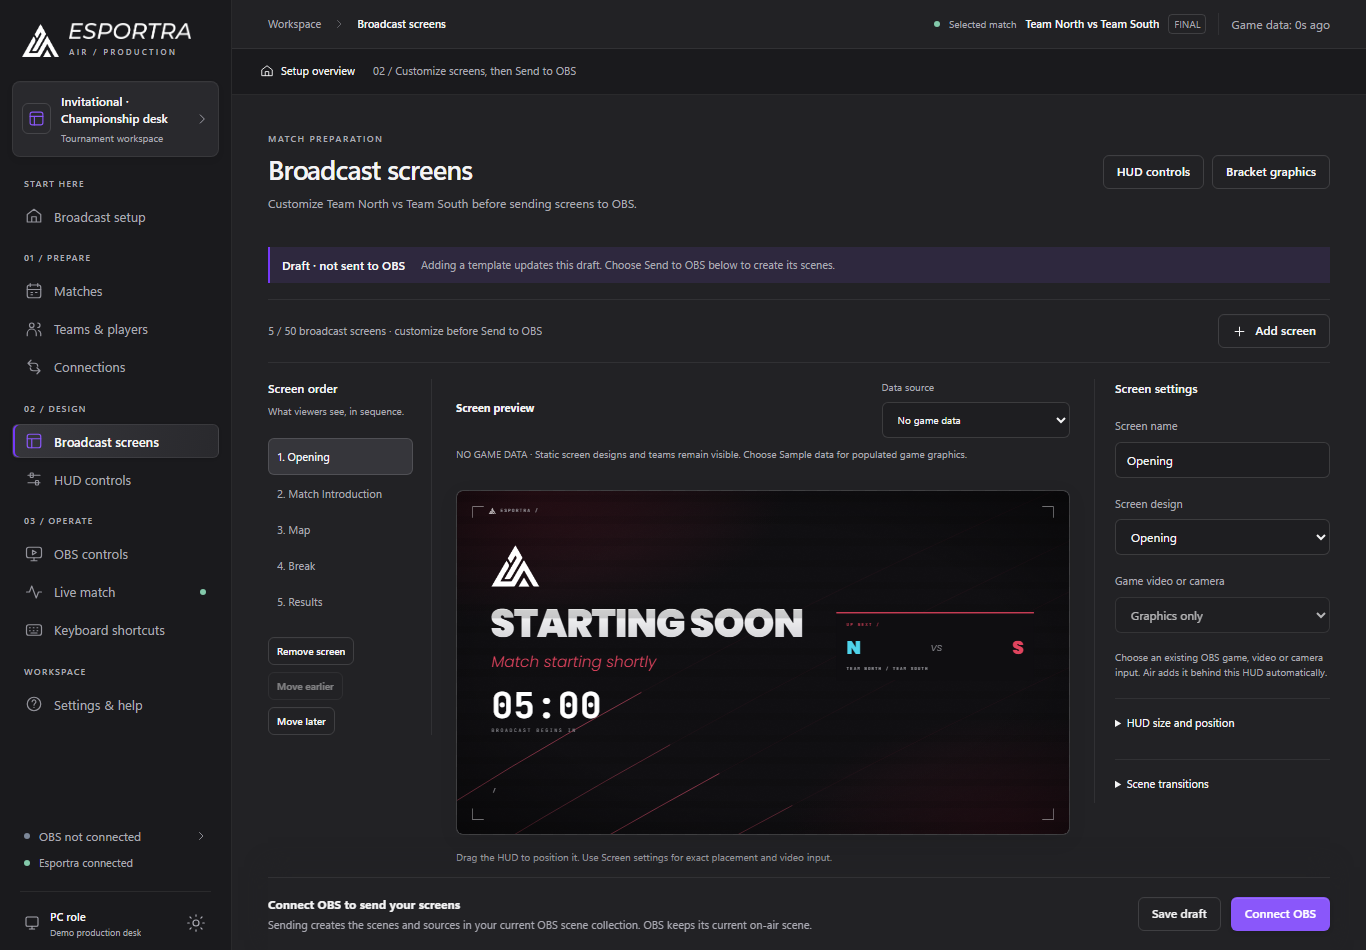 ESPORTRA
AIR / PRODUCTION
Invitational ·
Championship desk
Tournament workspace
START HERE
Broadcast setup
01 / PREPARE
Matches
Teams & players
Connections
02 / DESIGN
Broadcast screens
HUD controls
03 / OPERATE
OBS controls
Live match
Keyboard shortcuts
WORKSPACE
Settings & help
OBS not connected
Esportra connected
PC role
Demo production desk
Workspace
Broadcast screens
Selected match Team North vs Team South FINAL
Game data: 0s ago
Setup overview
02 / Customize screens, then Send to OBS
MATCH PREPARATION
Broadcast screens
Customize Team North vs Team South before sending screens to OBS.
HUD controls
Bracket graphics
Draft · not sent to OBS Adding a template updates this draft. Choose Send to OBS below to create its scenes.
5 / 50 broadcast screens · customize before Send to OBS
Add screen
Screen order
What viewers see, in sequence.
1. Opening
2. Match Introduction
3. Map
4. Break
5. Results
Remove screen
Move earlier
Move later
Screen preview
Data source
No game data
NO GAME DATA · Static screen designs and teams remain visible. Choose Sample data for populated game graphics.
ESPORTRA /
STARTING SOON
Match starting shortly
05:00
BROADCAST BEGINS IN
/
UP NEXT /
N VS S
TEAM NORTH / TEAM SOUTH
Drag the HUD to position it. Use Screen settings for exact placement and video input.
Screen settings
Screen name
Opening
Screen design
Opening
Game video or camera
Graphics only
Choose an existing OBS game, video or camera
input. Air adds it behind this HUD automatically.
HUD size and position
Scene transitions
Connect OBS to send your screens
Sending creates the scenes and sources in your current OBS scene collection. OBS keeps its current on-air scene.
Save draft
Connect OBS